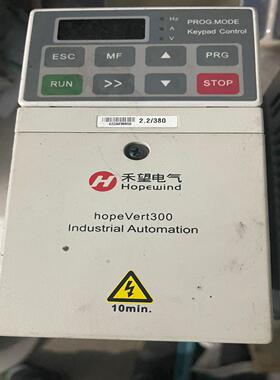 Hz
A
V
PROG.MODE
Keypad Control
ESC MF ▲ PRG
RUN >> ▼ STOP
2.2/380
禾望电气
Hopewind
hopeVert300
Industrial Automation
10min.